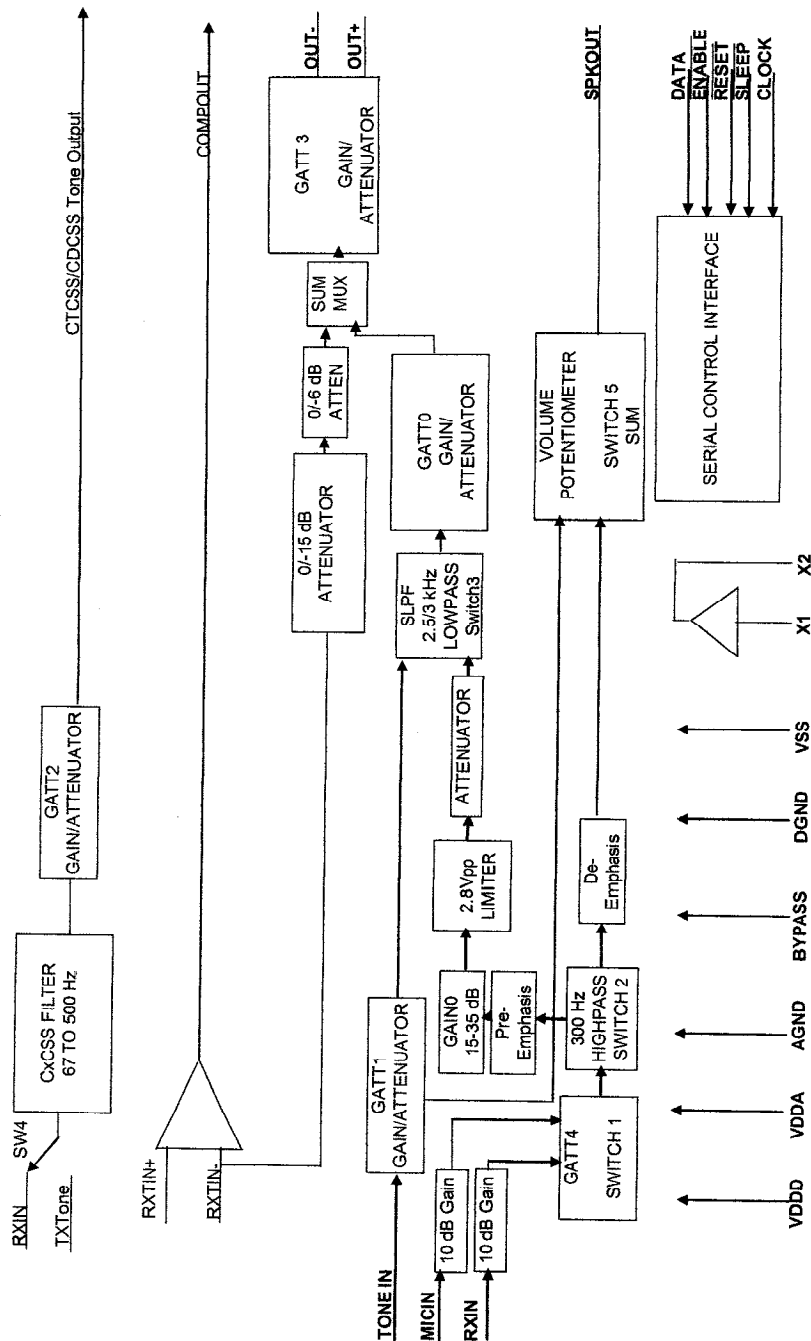 RXIN
SW4
TXTone
CxCSS FILTER
67 TO 500 Hz
GATT2
GAIN/ATTENUATOR
CTCSS/CDCSS Tone Output
RXTIN+
RXTIN-
COMPOUT
0/-15 dB
ATTENUATOR
0/-6 dB
ATTEN
SUM
MUX
GATT 3
GAIN/
ATTENUATOR
OUT-
OUT+
TONE IN
GATT1
GAIN/ATTENUATOR
GAIN0
15-35 dB
Pre-
Emphasis
2.8Vpp
LIMITER
ATTENUATOR
SLPF
2.5/3 kHz
LOWPASS
Switch3
GATT0
GAIN/
ATTENUATOR
MICIN
10 dB Gain
RXIN
10 dB Gain
GATT4
SWITCH 1
300 Hz
HIGHPASS
SWITCH 2
De-
Emphasis
VOLUME
POTENTIOMETER
SWITCH 5
SUM
SPKOUT
VDDD
VDDA
AGND
BYPASS
DGND
VSS
X1
X2
SERIAL CONTROL INTERFACE
DATA
ENABLE
RESET
SLEEP
CLOCK